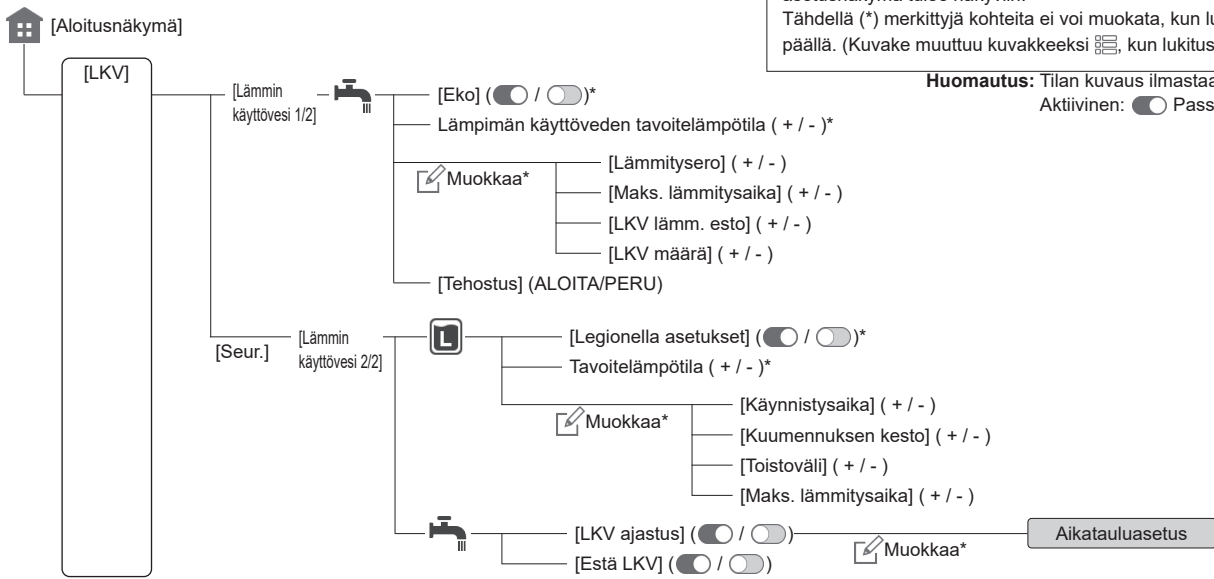 asetusnäkymä tulee näkyviin.
Tähdellä (*) merkittyjä kohteita ei voi muokata, kun
päällä. (Kuvake muuttuu kuvakkeeksi , kun lukitus
Huomautus: Tilan kuvaus
Aktiivinen:
[Aloitusnäkymä]
[LKV]
[Lämmin
käyttövesi 1/2]
[Eko] ( / )*
Lämpimän käyttöveden tavoitelämpötila ( + / - )*
Muokkaa*
[Lämmitysero] ( + / - )
[Maks. lämmitysaika] ( + / - )
[LKV lämm. esto] ( + / - )
[LKV määrä] ( + / - )
[Tehostus] (ALOITA/PERU)
[Seur.]
[Lämmin
käyttövesi 2/2]
L
[Legionella asetukset] ( / )*
Tavoitelämpötila ( + / - )*
Muokkaa*
[Käynnistysaika] ( + / - )
[Kuumennuksen kesto] ( + / - )
[Toistoväli] ( + / - )
[Maks. lämmitysaika] ( + / - )
[LKV ajastus] ( / )
Muokkaa*
Aikatauluasetus
[Estä LKV] ( / )